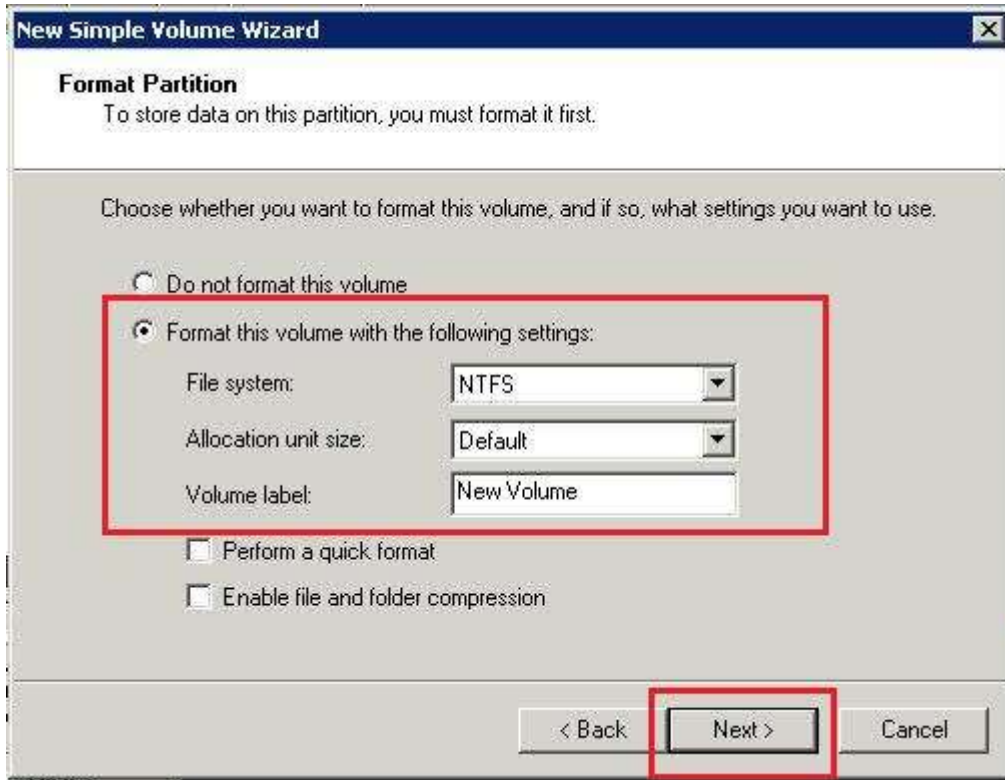 New Simple Volume Wizard
Format Partition
To store data on this partition, you must format it first.
Choose whether you want to format this volume, and if so, what settings you want to use.
Do not format this volume
Format this volume with the following settings:
File system: NTFS
Allocation unit size: Default
Volume label: New Volume
Perform a quick format
Enable file and folder compression
< Back Next > Cancel